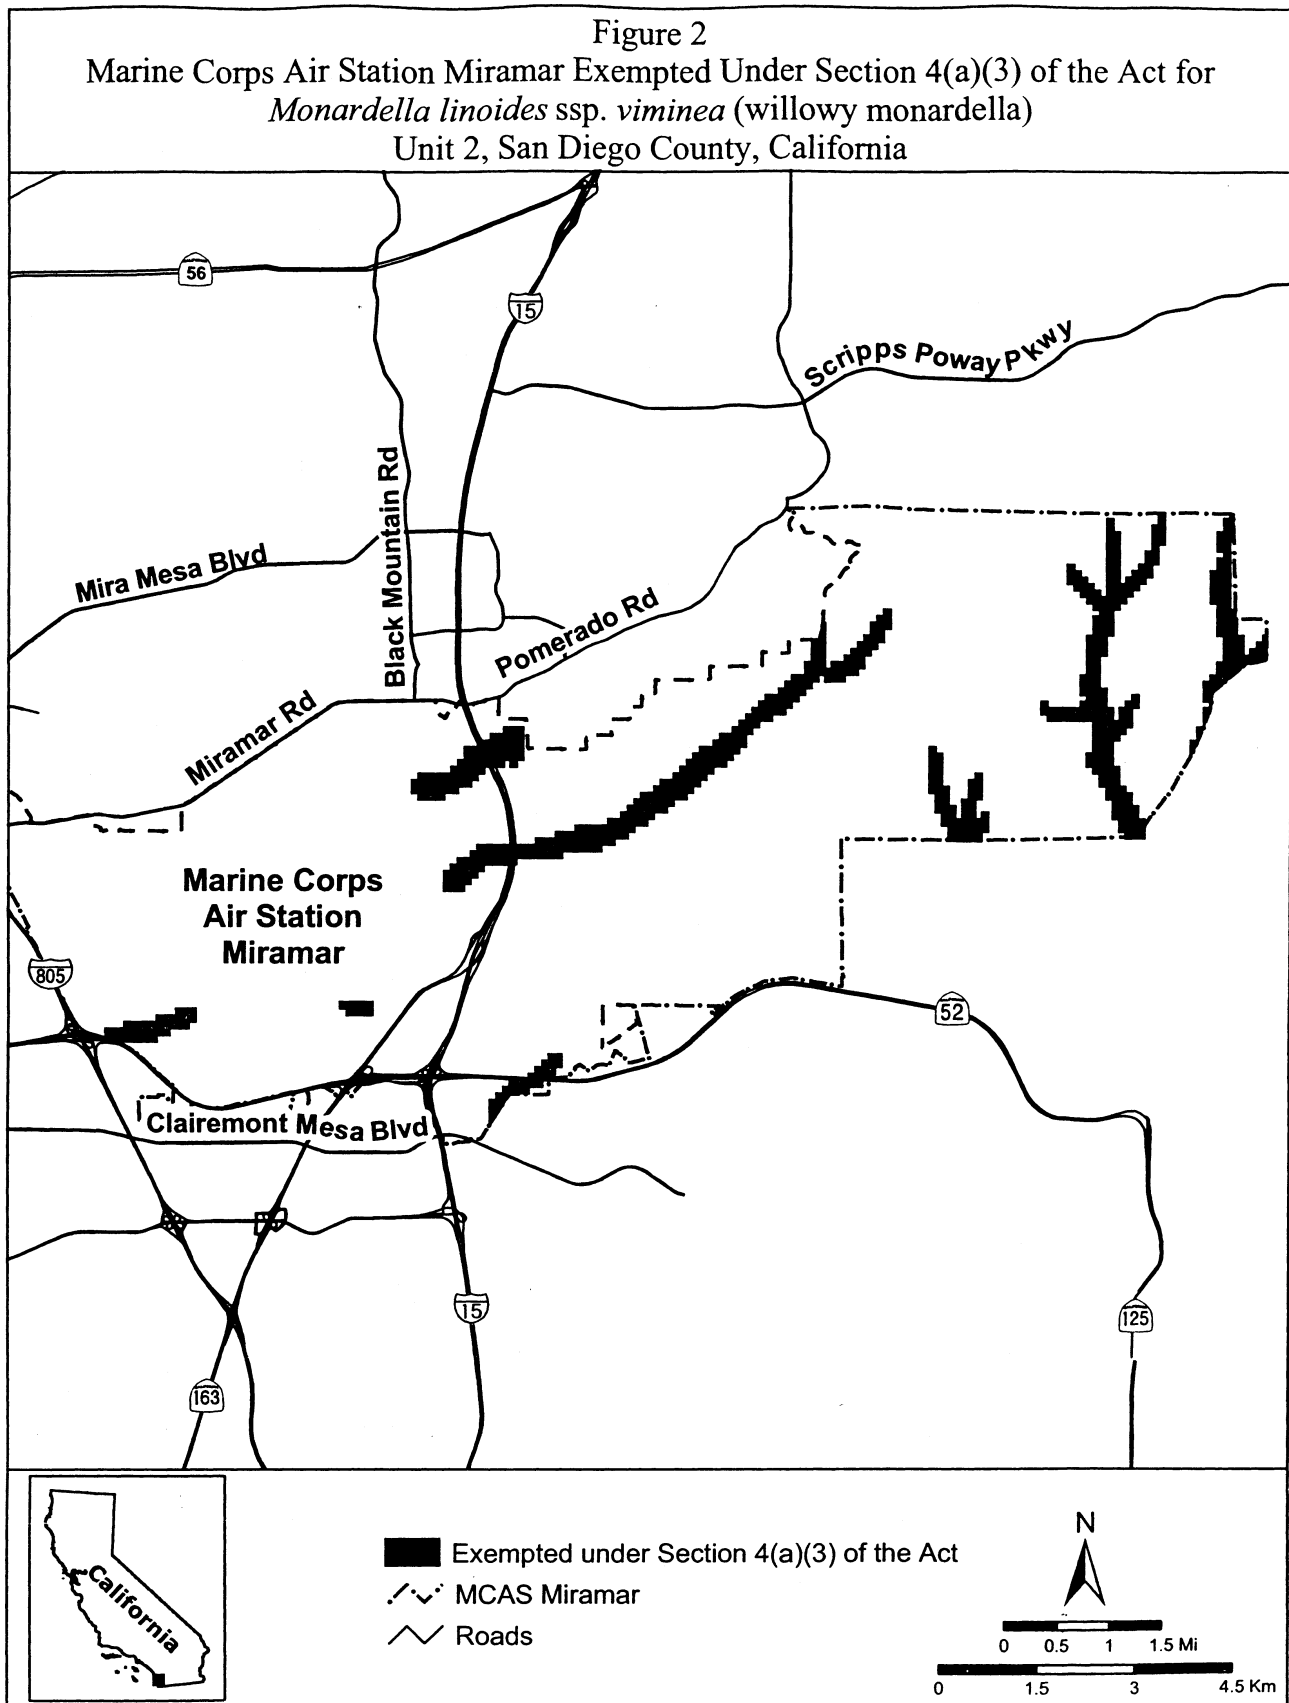 Figure 2
Marine Corps Air Station Miramar Exempted Under Section 4(a)(3) of the Act for
Monardella linoides ssp. viminea (willowy monardella)
Unit 2, San Diego County, California
56
15
Scripps Poway Pkwy
Black Mountain Rd
Mira Mesa Blvd
Pomerado Rd
Miramar Rd
Marine Corps
Air Station
Miramar
805
52
Clairemont Mesa Blvd
15
125
163
California
Exempted under Section 4(a)(3) of the Act
MCAS Miramar
Roads
N
0 0.5 1 1.5 Mi
0 1.5 3 4.5 Km